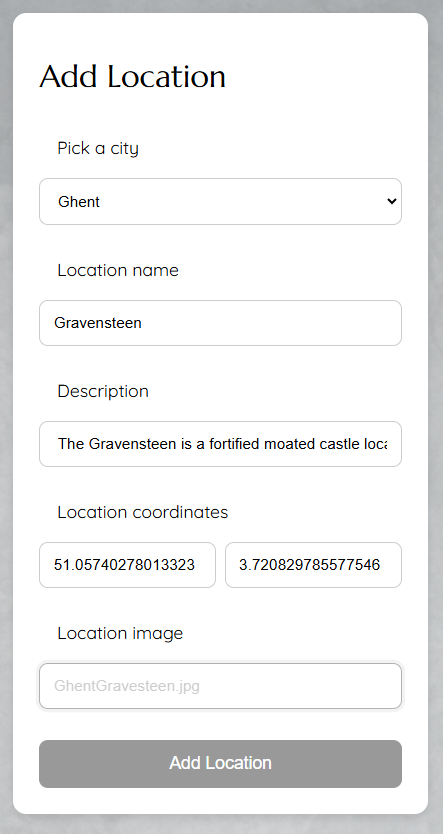 Add Location
Pick a city
Ghent
Location name
Gravensteen
Description
The Gravensteen is a fortified moated castle loca
Location coordinates
51.05740278013323 3.720829785577546
Location image
GhentGravesteen.jpg
Add Location